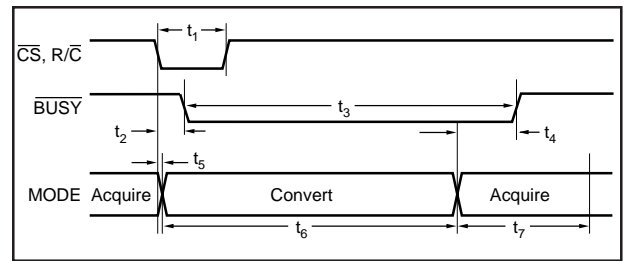 t1
CS, R/C
BUSY
t3
t2
t4
t5
MODE Acquire Convert Acquire
t6
t7